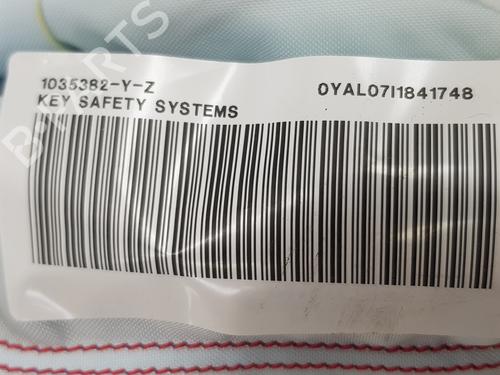 1035382-Y-Z 0YAL07I1841748
KEY SAFETY SYSTEMS